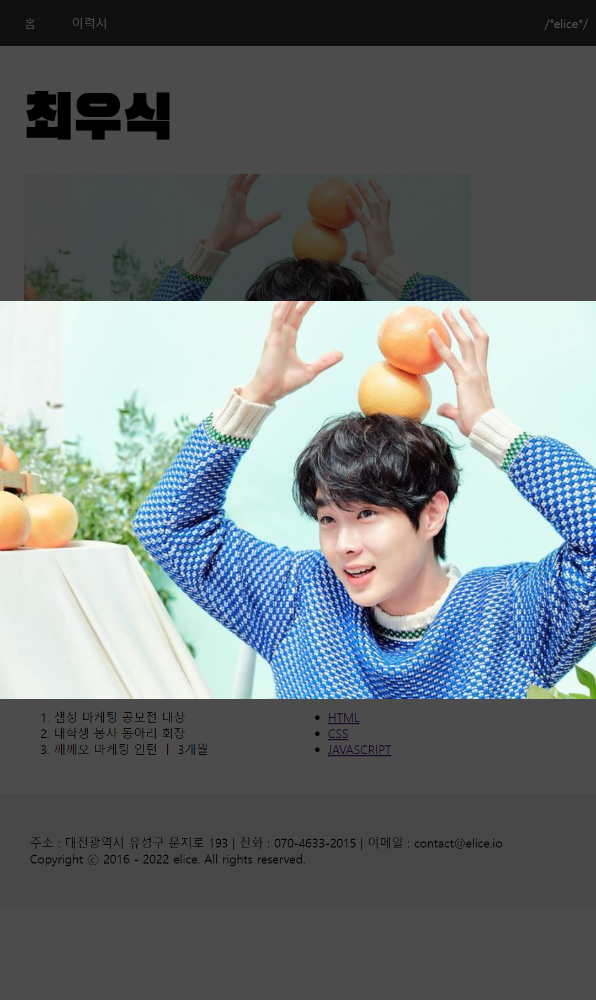 홈 이력서 /*elice*/
최우식
1. 샘성 마케팅 공모전 대상
2. 대학생 봉사 동아리 회장
3. 깨깨오 마케팅 인턴 ㅣ 3개월
• HTML
• CSS
• JAVASCRIPT
주소 : 대전광역시 유성구 문지로 193 | 전화 : 070-4633-2015 | 이메일 : contact@elice.io
Copyright ⓒ 2016 - 2022 elice. All rights reserved.